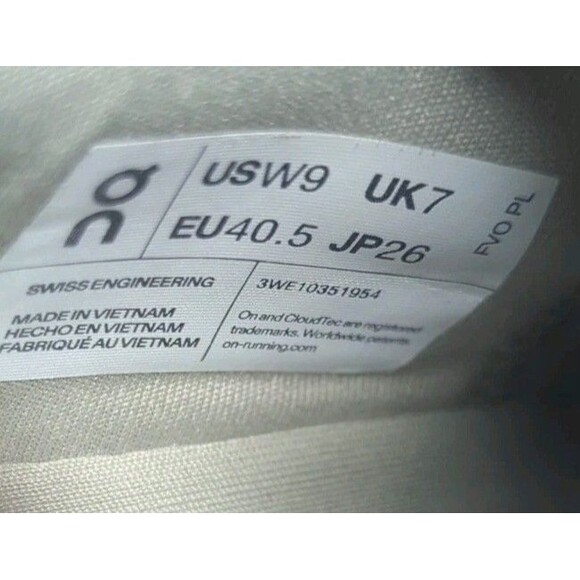 on
USW9 UK7
EU40.5 JP26
FVO PL
SWISS ENGINEERING
MADE IN VIETNAM
HECHO EN VIETNAM
FABRIQUÉ AU VIETNAM
3WE10351954
On and CloudTec are registered
trademarks. Worldwide patents.
on-running.com